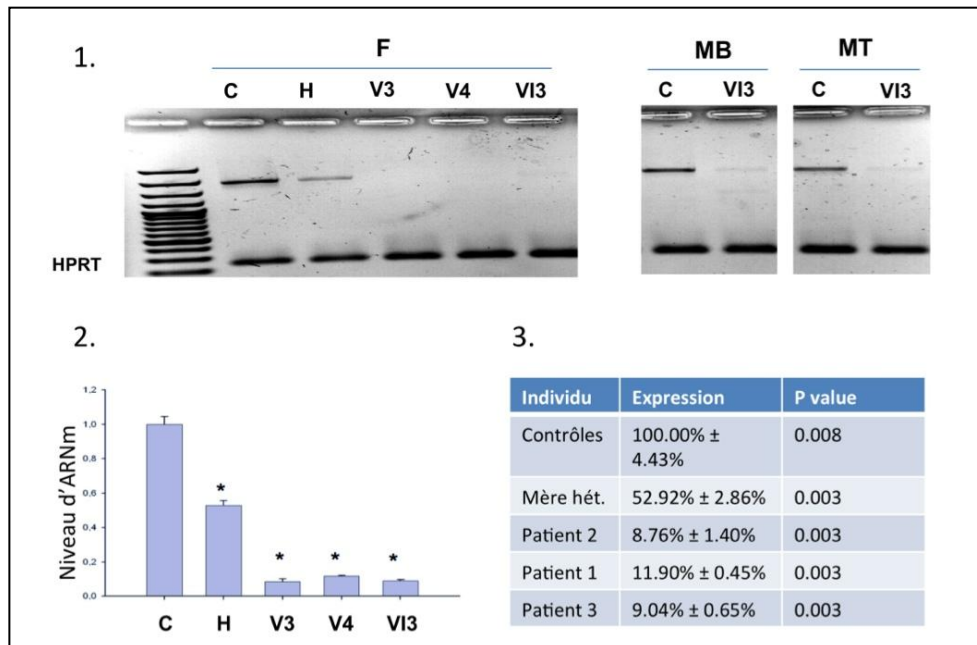 1.
F
MB
MT
C H V3 V4 VI3
C VI3
C VI3
HPRT
2.
Niveau d'ARNm
1,2
1,0
0,8
0,6
0,4
0,2
0,0
*
*
*
*
C H V3 V4 VI3
3.
Individu Expression P value
Contrôles 100.00% ± 0.008
4.43%
Mère hét. 52.92% ± 2.86% 0.003
Patient 2 8.76% ± 1.40% 0.003
Patient 1 11.90% ± 0.45% 0.003
Patient 3 9.04% ± 0.65% 0.003